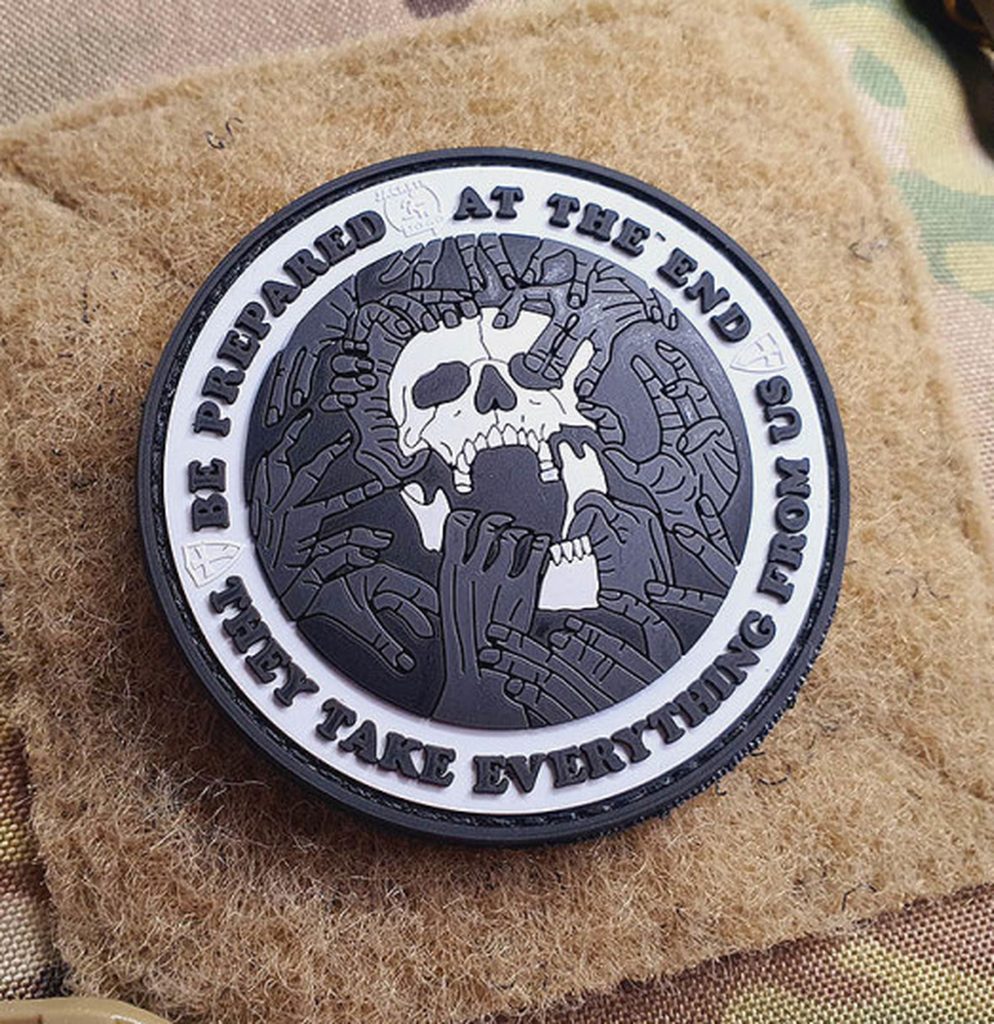 BE PREPARED
AT THE END
THEY TAKE EVERYTHING FROM US